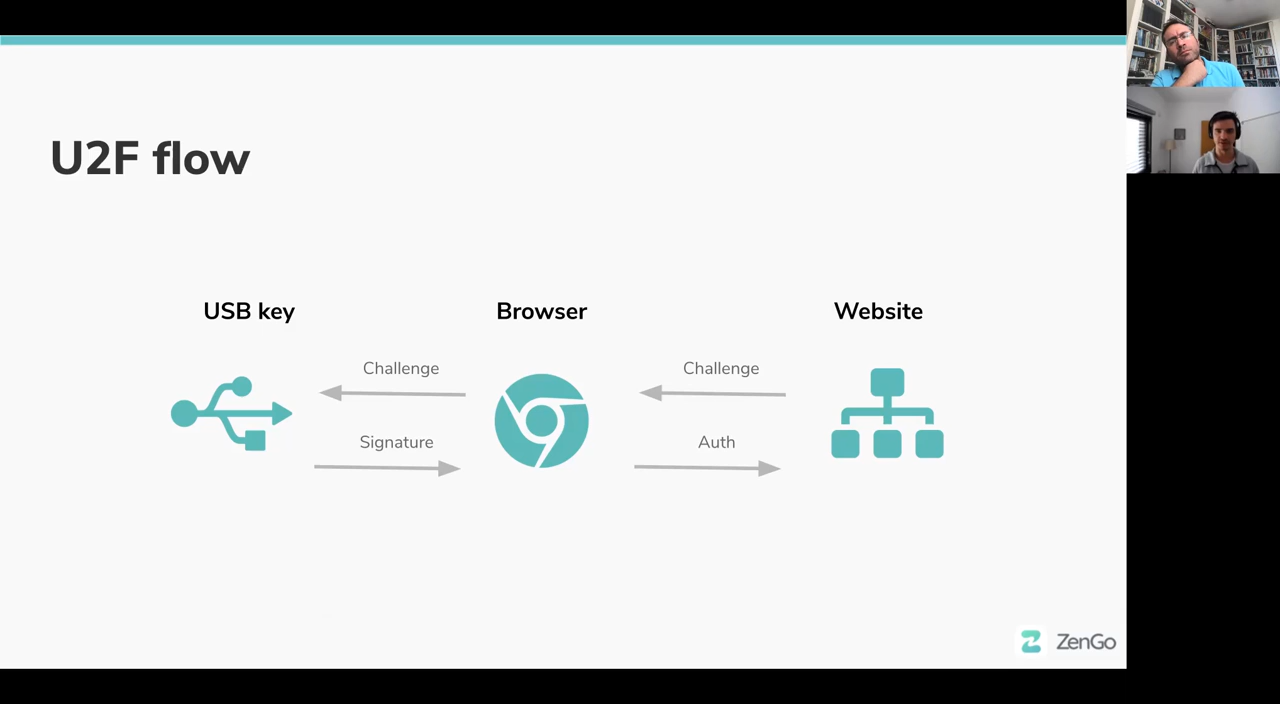 U2F flow
USB key
Browser
Website
Challenge
Challenge
Signature
Auth
ZenGo